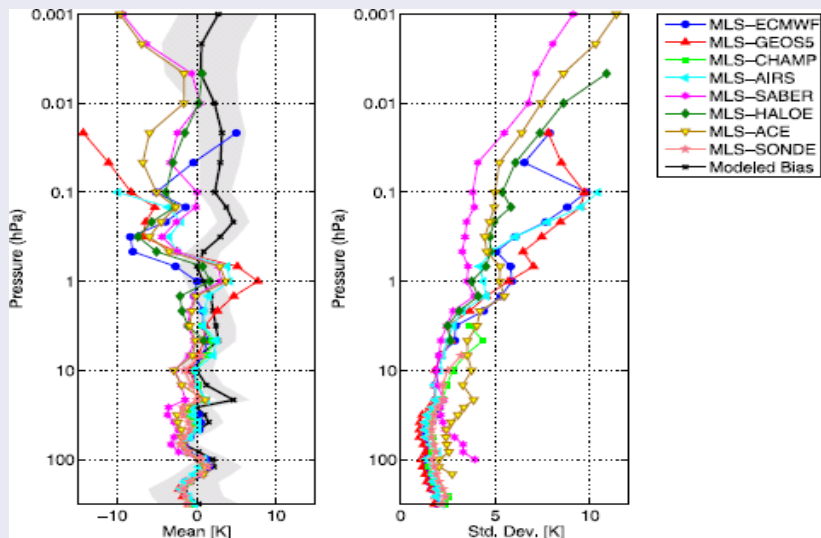 0.001
0.01
0.1
1
10
100
Pressure (hPa)
−10
0
10
Mean [K]
0.001
0.01
0.1
1
10
100
Pressure (hPa)
0
5
10
Std. Dev. [K]
MLS−ECMWF
MLS−GEOS5
MLS−CHAMP
MLS−AIRS
MLS−SABER
MLS−HALOE
MLS−ACE
MLS−SONDE
Modeled Bias